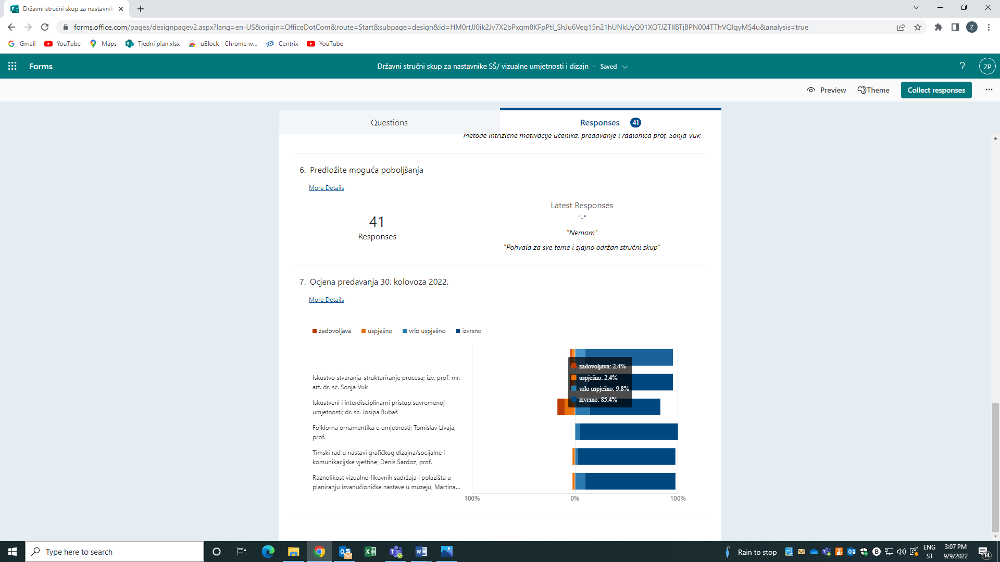 Državni stručni skup za nastavnik
forms.office.com/pages/designpagev2.aspx?lang=en-US&origin=OfficeDotCom&route=Start&subpage=design&id=HM0rtJJ0ik2Jv7X2bPxqm8KFpPtl_ShJu6Veg15n21hUNkUyQ01XOTJZTllBTjBPN004TThVQlgyMS4u&analysis=true
Z
Gmail YouTube Maps Tjedni plan.xlsx uBlock - Chrome w... Centrix YouTube
Forms
Državni stručni skup za nastavnike SŠ/ vizualne umjetnosti i dizajn - Saved
? ZP
Preview Theme Collect responses ...
Questions
Responses 41
"Metode intrizične motivacije učenika, predavanje i radionica prof. Sonja Vuk"
6. Predložite moguća poboljšanja
More Details
41
Responses
Latest Responses
"-"
"Nemam"
"Pohvala za sve teme i sjajno održan stručni skup"
7. Ocjena predavanja 30. kolovoza 2022.
More Details
zadovoljava uspješno vrlo uspješno izvrsno
zadovoljava: 2.4%
uspješno: 2.4%
vrlo uspješno: 9.8%
izvrsno: 85.4%
Iskustvo stvaranja-strukturiranje procesa; izv. prof. mr.
art. dr. sc. Sonja Vuk
Iskustveni i interdisciplinarni pristup suvremenoj
umjetnosti; dr. sc. Josipa Bubaš
Folklorna ornamentika u umjetnosti; Tomislav Livaja,
prof.
Timski rad u nastavi grafičkog dizajna/socijalne i
komunikacijske vještine; Denis Sardoz, prof.
Raznolikost vizualno-likovnih sadržaja i polazišta u
planiranju izvanučioničke nastave u muzeju, Martina...
100% 0% 100%
Type here to search
Rain to stop
ENG
ST
3:07 PM
9/9/2022
14